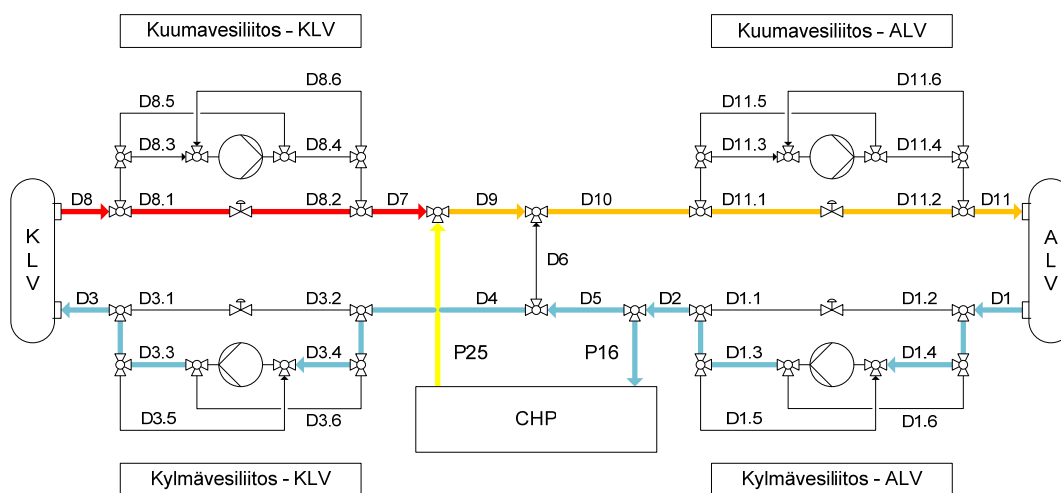 Kuumavesiliitos - KLV
Kuumavesiliitos - ALV
D8.6
D11.6
D8.5
D11.5
D8.3
D8.4
D11.3
D11.4
D8
D8.1
D8.2
D7
D9
D10
D11.1
D11.2
D11
KLV
ALV
D6
D3
D3.1
D3.2
D4
D5
D2
D1.1
D1.2
D1
D3.3
D3.4
P25
P16
D1.3
D1.4
D3.5
D3.6
CHP
D1.5
D1.6
Kylmävesiliitos - KLV
Kylmävesiliitos - ALV